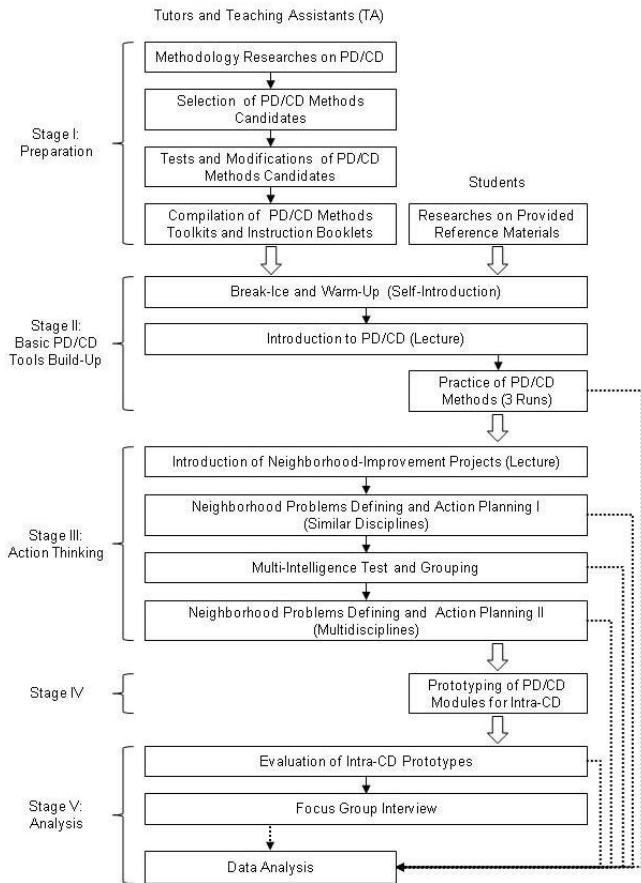 Tutors and Teaching Assistants (TA)
Methodology Researches on PD/CD
Selection of PD/CD Methods
Candidates
Stage I:
Preparation
Tests and Modifications of PD/CD
Methods Candidates
Students
Compilation of PD/CD Methods
Toolkits and Instruction Booklets
Researches on Provided
Reference Materials
Break-Ice and Warm-Up (Self-Introduction)
Stage II:
Basic PD/CD
Tools Build-Up
Introduction to PD/CD (Lecture)
Practice of PD/CD
Methods (3 Runs)
Introduction of Neighborhood-Improvement Projects (Lecture)
Neighborhood Problems Defining and Action Planning I
(Similar Disciplines)
Stage III:
Action Thinking
Multi-Intelligence Test and Grouping
Neighborhood Problems Defining and Action Planning II
(Multidisciplines)
Stage IV
Prototyping of PD/CD
Modules for Intra-CD
Evaluation of Intra-CD Prototypes
Stage V:
Analysis
Focus Group Interview
Data Analysis